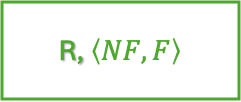 R, ⟨NF, F⟩